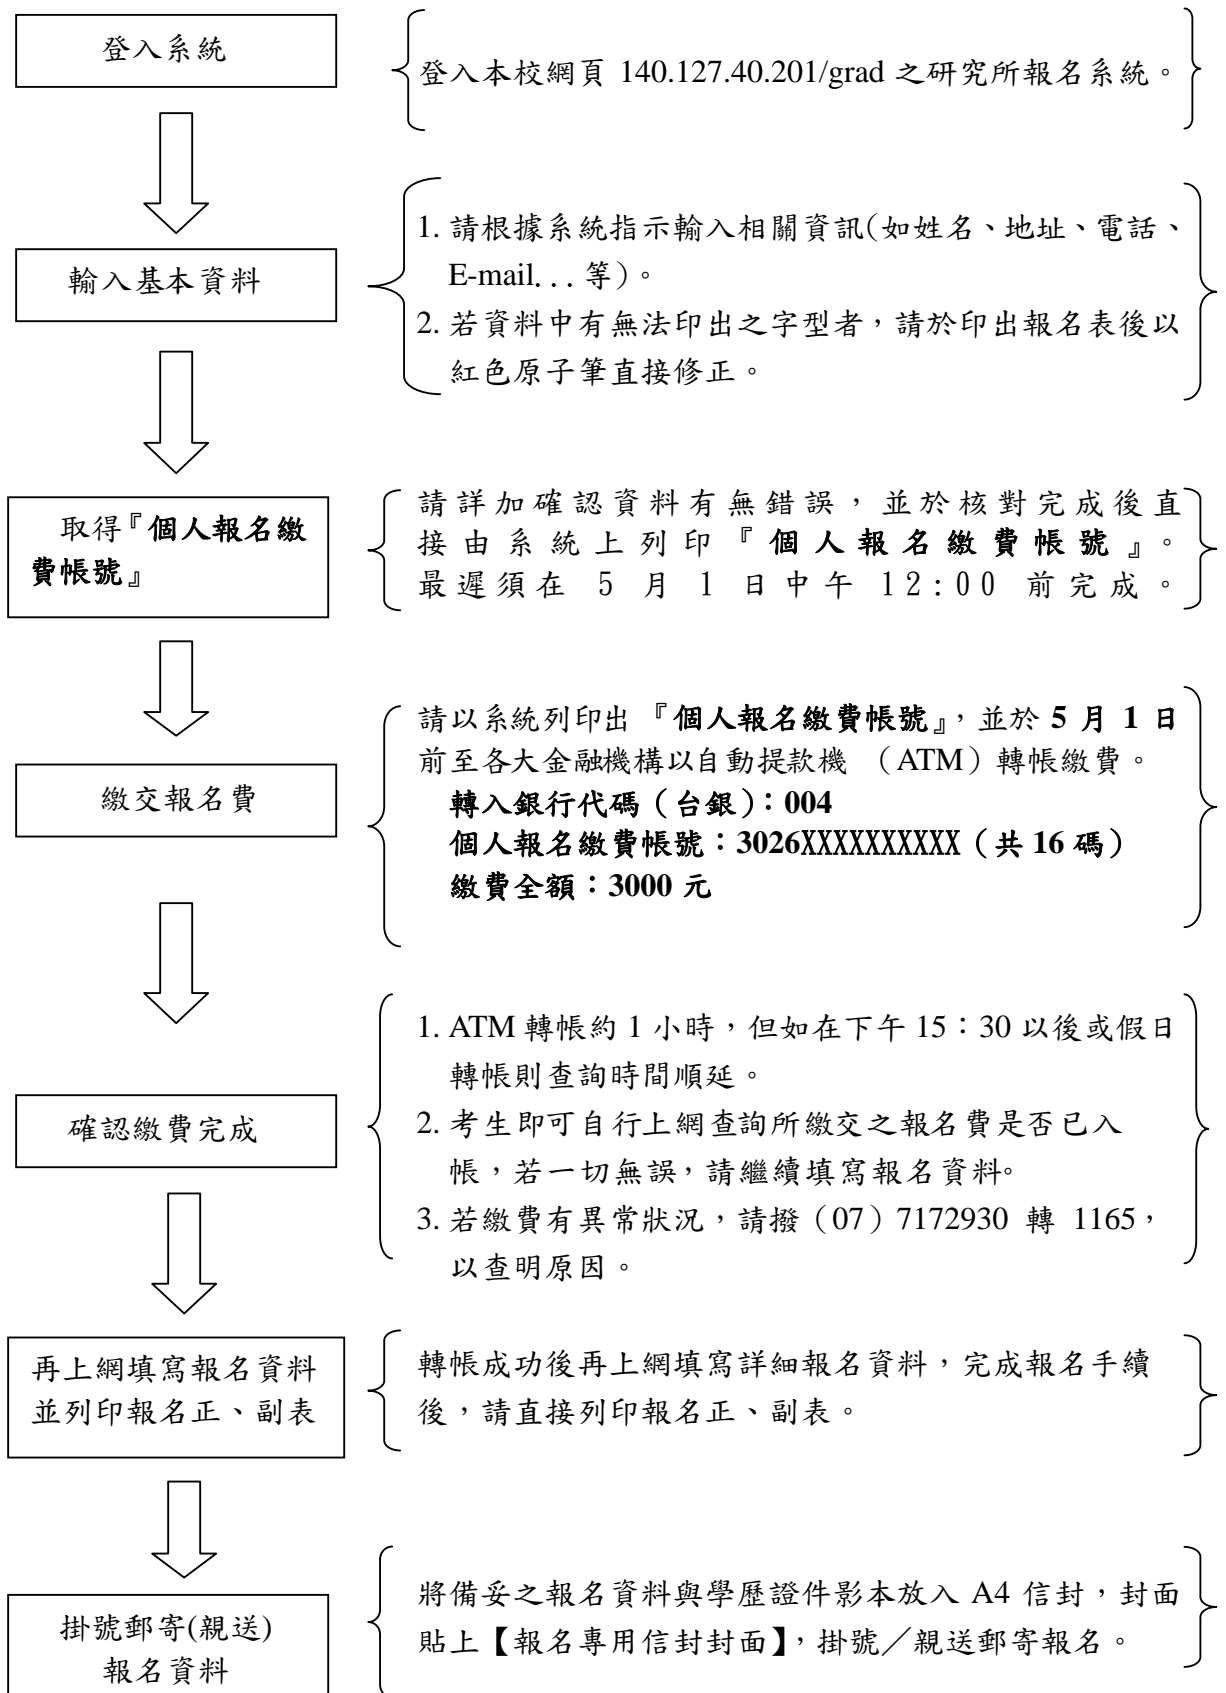 登入系統
登入本校網頁 140.127.40.201/grad 之研究所報名系統。
輸入基本資料
1. 請根據系統指示輸入相關資訊(如姓名、地址、電話、
E-mail...等)。
2. 若資料中有無法印出之字型者,請於印出報名表後以
紅色原子筆直接修正。
取得『個人報名繳
費帳號』
請詳加確認資料有無錯誤,並於核對完成後直
接由系統上列印『個人報名繳費帳號』。
最遲須在 5 月 1 日中午 12:00 前完成。
繳交報名費
請以系統列印出『個人報名繳費帳號』,並於 5 月 1 日
前至各大金融機構以自動提款機 (ATM)轉帳繳費。
轉入銀行代碼(台銀):004
個人報名繳費帳號:3026XXXXXXXXXX(共 16 碼)
繳費全額:3000 元
確認繳費完成
1. ATM 轉帳約 1 小時,但如在下午 15:30 以後或假日
轉帳則查詢時間順延。
2. 考生即可自行上網查詢所繳交之報名費是否已入
帳,若一切無誤,請繼續填寫報名資料。
3. 若繳費有異常狀況,請撥(07)7172930 轉 1165,
以查明原因。
再上網填寫報名資料
並列印報名正、副表
轉帳成功後再上網填寫詳細報名資料,完成報名手續
後,請直接列印報名正、副表。
掛號郵寄(親送)
報名資料
將備妥之報名資料與學歷證件影本放入 A4 信封,封面
貼上【報名專用信封封面】,掛號/親送郵寄報名。